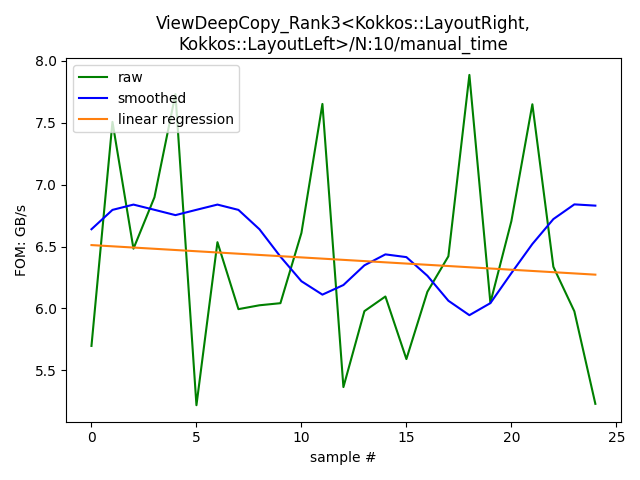 ViewDeepCopy_Rank3<Kokkos::LayoutRight,
Kokkos::LayoutLeft>/N:10/manual_time
raw
smoothed
linear regression
FOM: GB/s
8.0
7.5
7.0
6.5
6.0
5.5
0 5 10 15 20 25
sample #